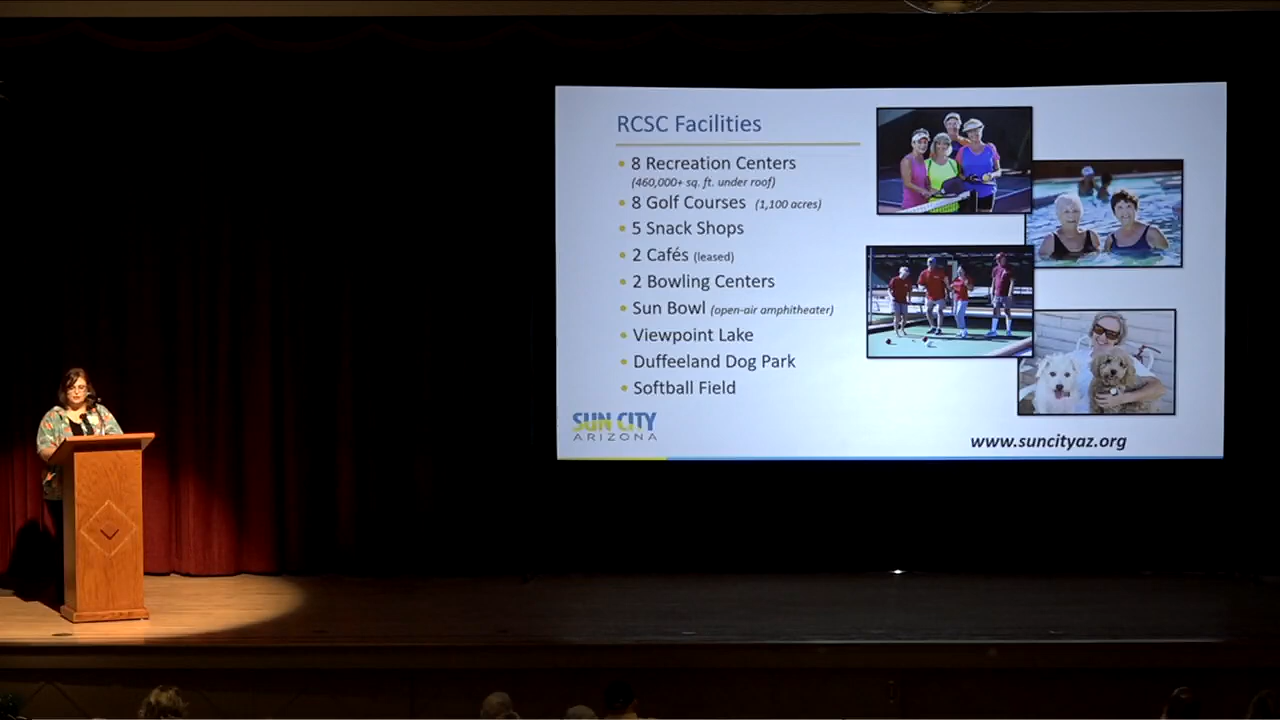 RCSC Facilities
• 8 Recreation Centers
(460,000+ sq. ft. under roof)
• 8 Golf Courses (1,100 acres)
• 5 Snack Shops
• 2 Cafés (leased)
• 2 Bowling Centers
• Sun Bowl (open-air amphitheater)
• Viewpoint Lake
• Duffeeland Dog Park
• Softball Field
SUN CITY
ARIZONA
www.suncityaz.org